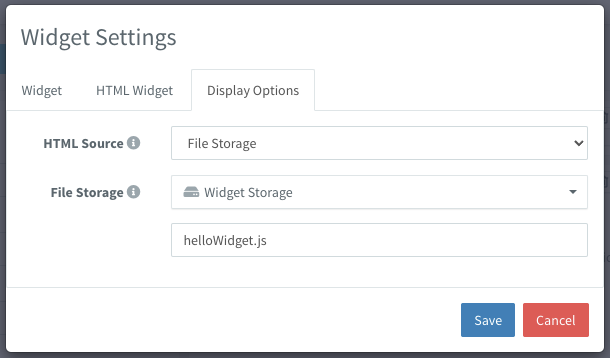 Widget Settings
Widget HTML Widget Display Options
HTML Source File Storage
File Storage Widget Storage
helloWidget.js
Save Cancel